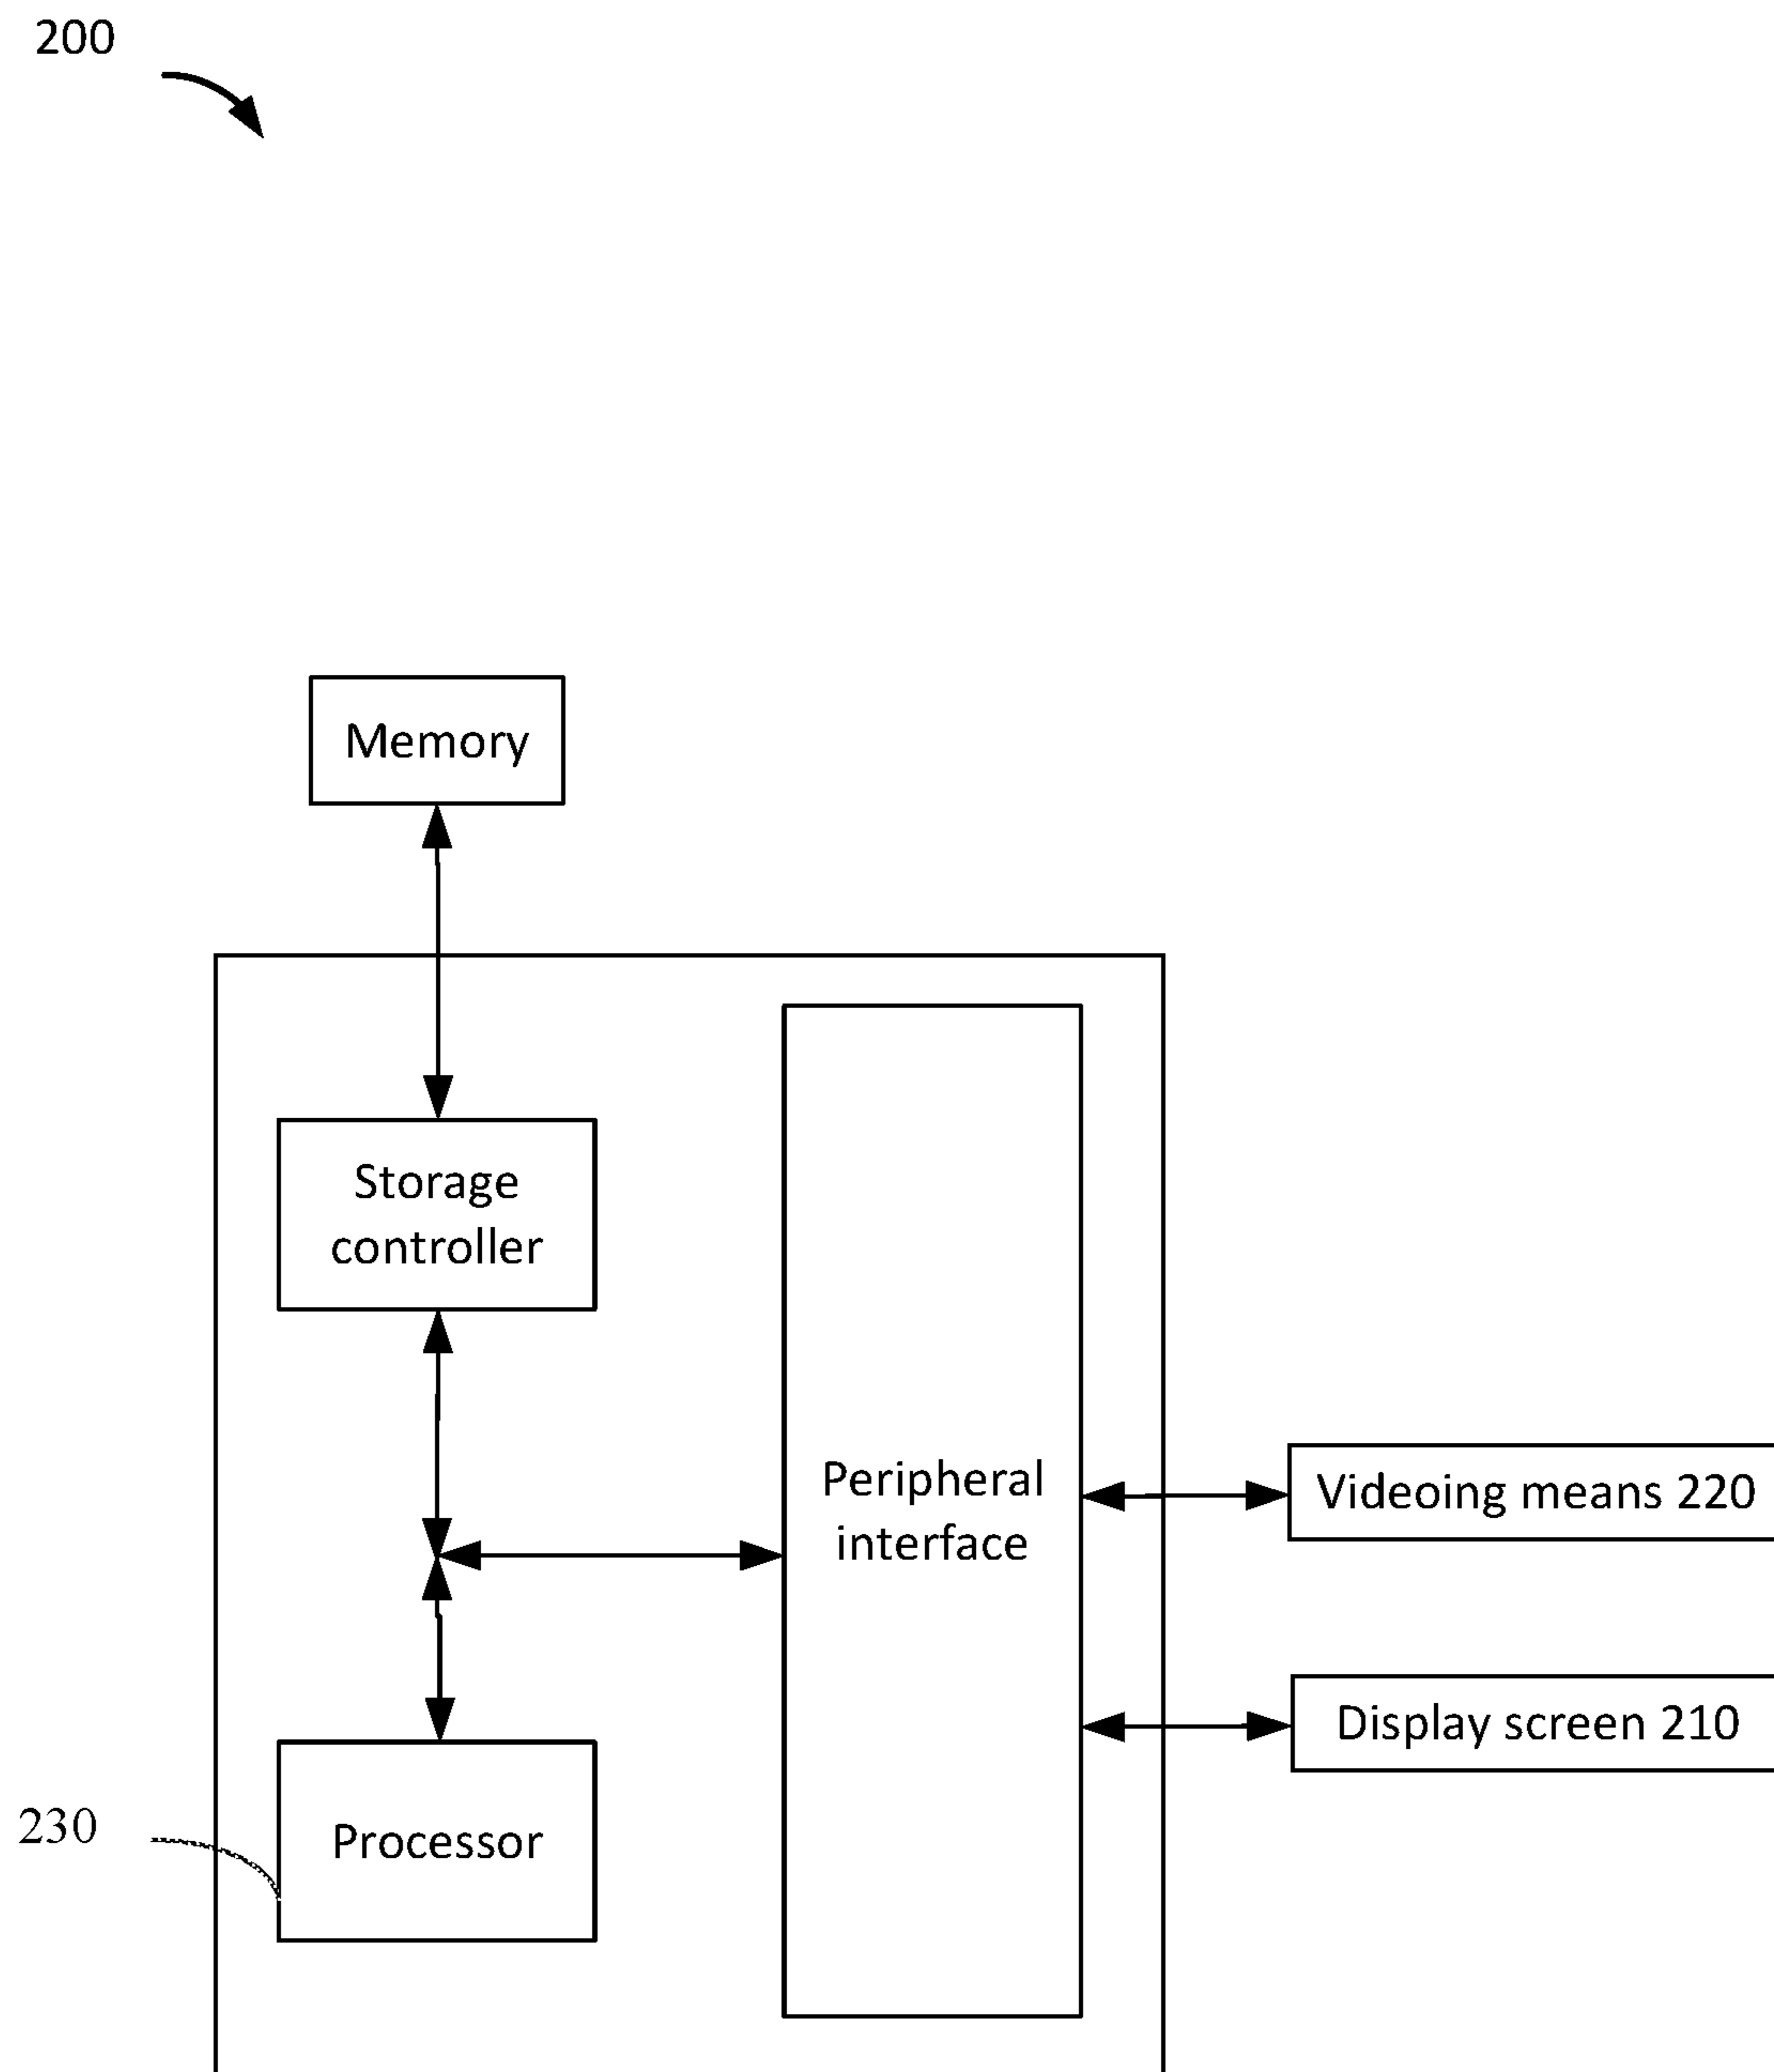 200
Memory
Storage
controller
Peripheral
interface
Videoing means 220
Display screen 210
230
Processor